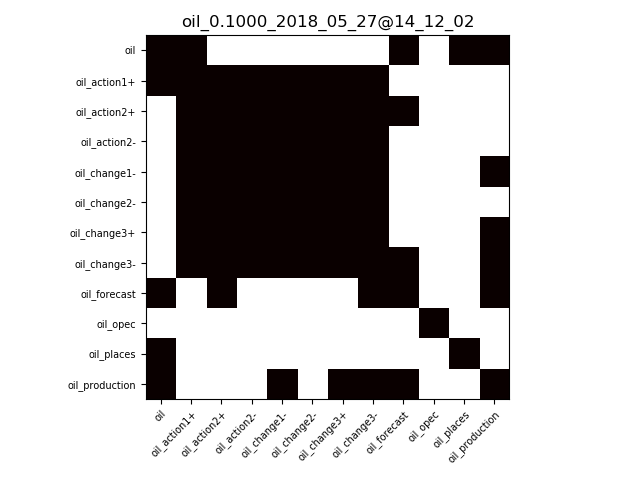 oil_0.1000_2018_05_27@14_12_02
oil
oil_action1+
oil_action2+
oil_action2-
oil_change1-
oil_change2-
oil_change3+
oil_change3-
oil_forecast
oil_opec
oil_places
oil_production
oil
oil_action1+
oil_action2+
oil_action2-
oil_change1-
oil_change2-
oil_change3+
oil_change3-
oil_forecast
oil_opec
oil_places
oil_production